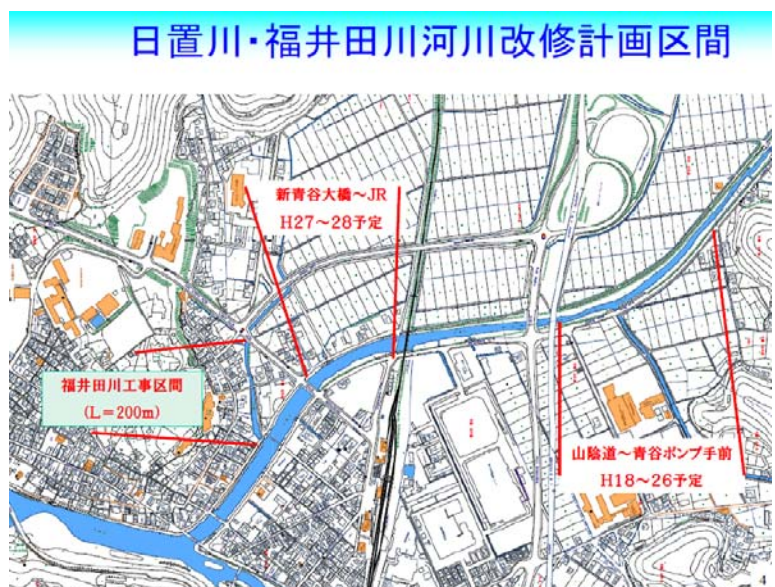 日置川・福井田川河川改修計画区間
新青谷大橋～JR
H27～28予定
福井田川工事区間
(L=200m)
山陰道～青谷ポンプ手前
H18～26予定